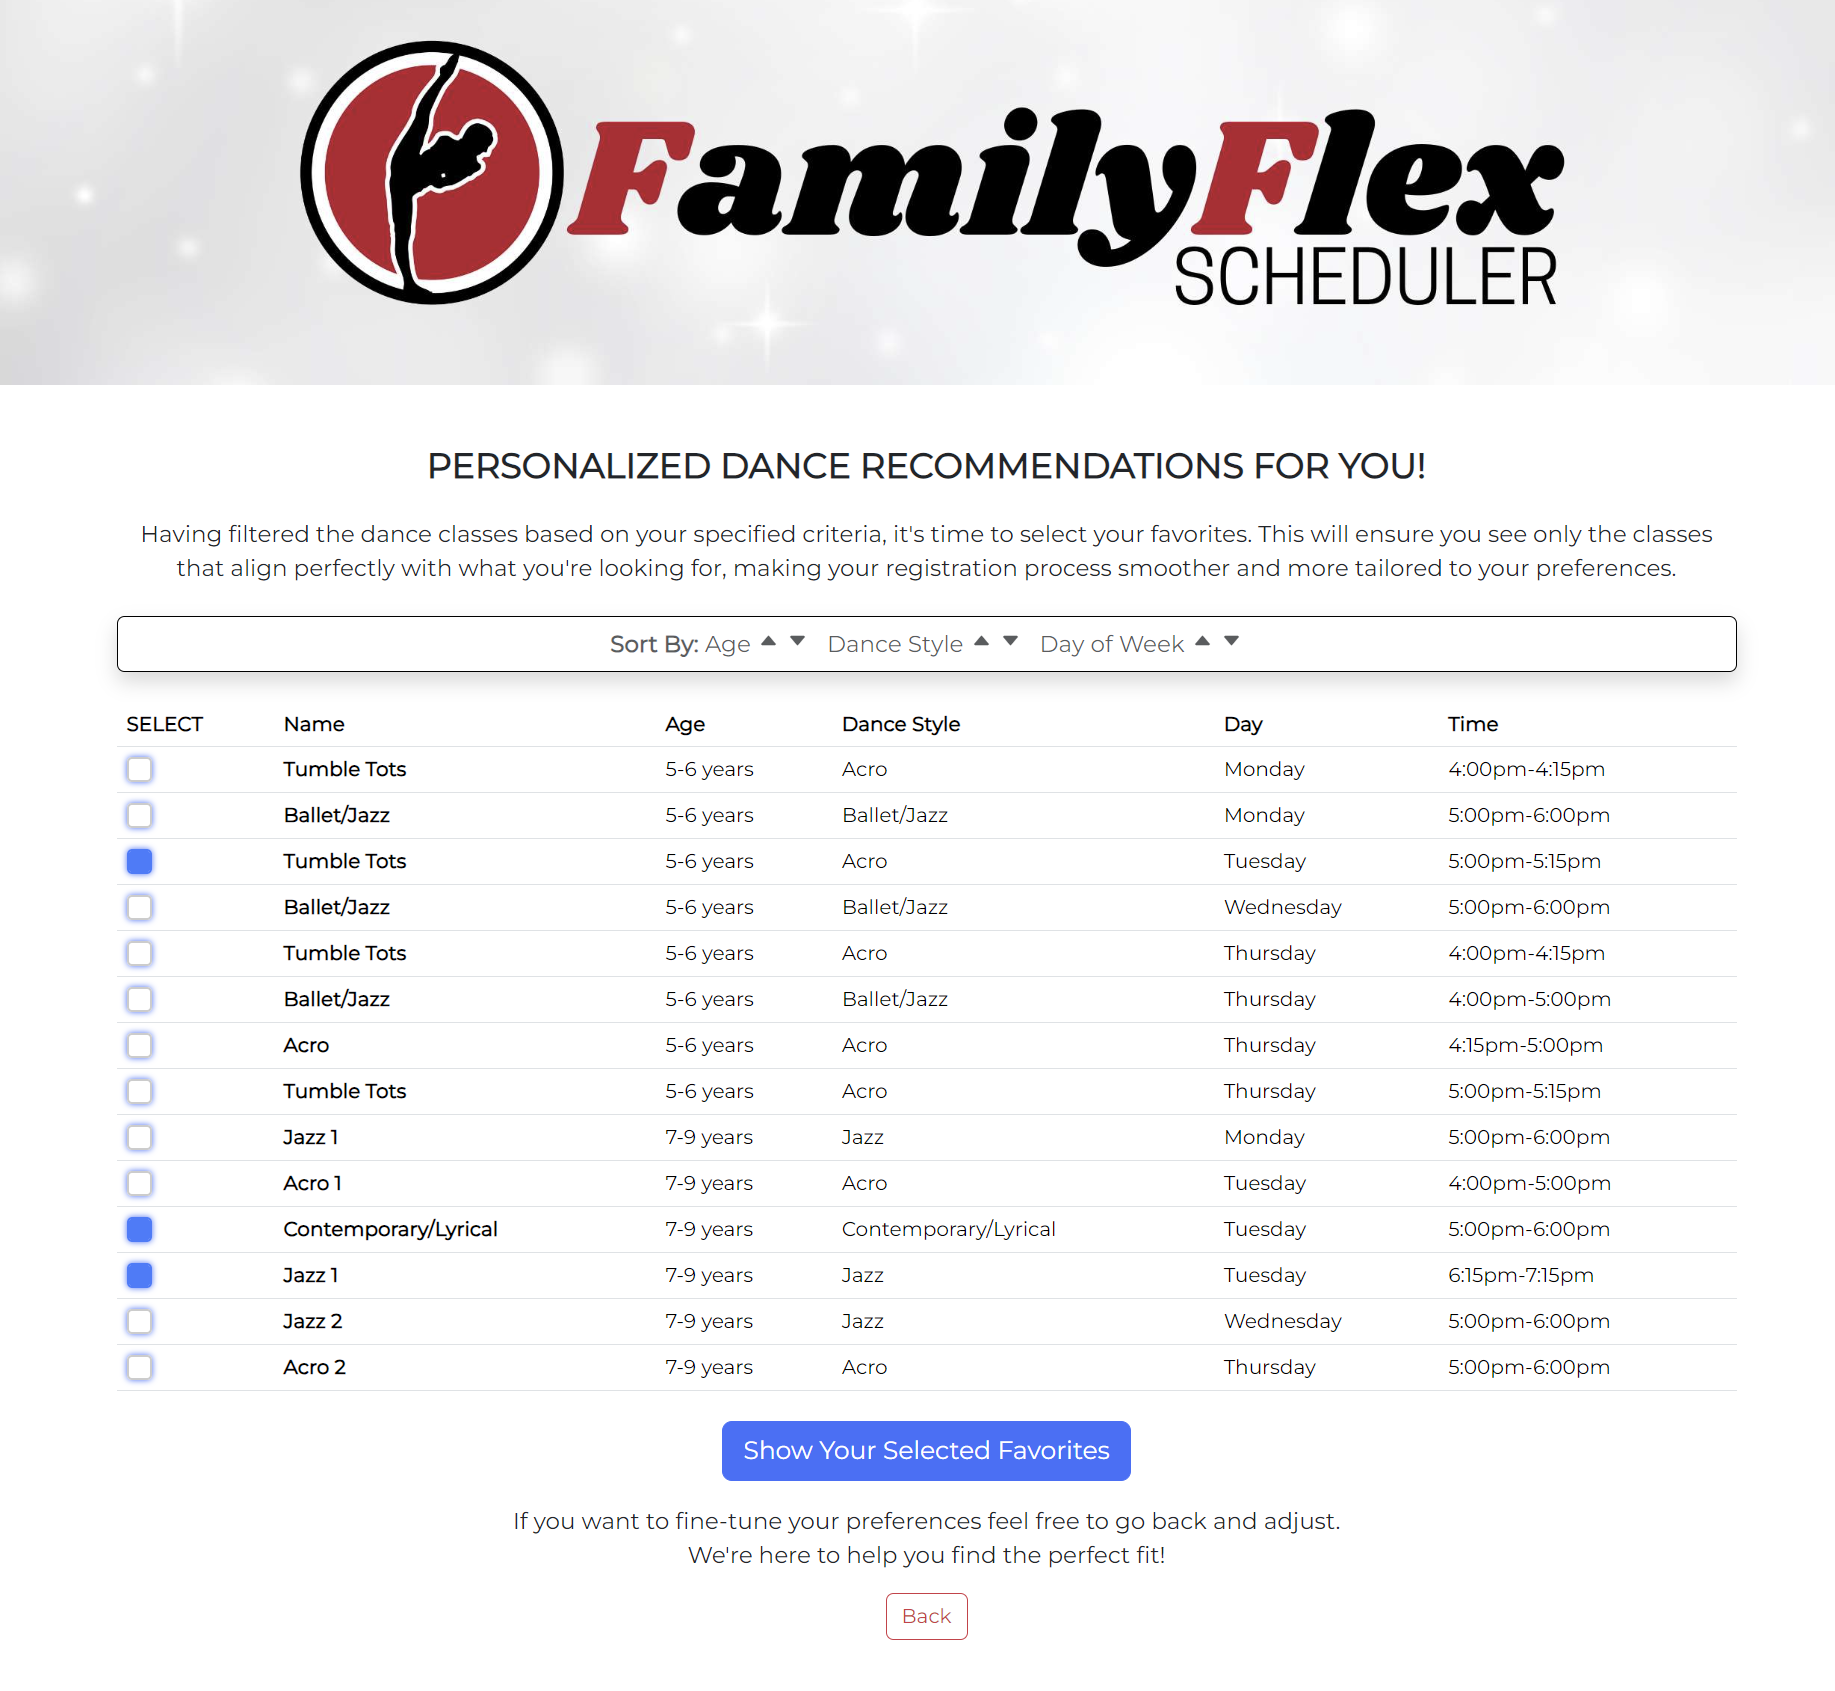 FamilyFlex
SCHEDULER
PERSONALIZED DANCE RECOMMENDATIONS FOR YOU!
Having filtered the dance classes based on your specified criteria, it's time to select your favorites. This will ensure you see only the classes
that align perfectly with what you're looking for, making your registration process smoother and more tailored to your preferences.
Sort By: Age Dance Style Day of Week
SELECT Name Age Dance Style Day Time
Tumble Tots 5-6 years Acro Monday 4:00pm-4:15pm
Ballet/Jazz 5-6 years Ballet/Jazz Monday 5:00pm-6:00pm
Tumble Tots 5-6 years Acro Tuesday 5:00pm-5:15pm
Ballet/Jazz 5-6 years Ballet/Jazz Wednesday 5:00pm-6:00pm
Tumble Tots 5-6 years Acro Thursday 4:00pm-4:15pm
Ballet/Jazz 5-6 years Ballet/Jazz Thursday 4:00pm-5:00pm
Acro 5-6 years Acro Thursday 4:15pm-5:00pm
Tumble Tots 5-6 years Acro Thursday 5:00pm-5:15pm
Jazz 1 7-9 years Jazz Monday 5:00pm-6:00pm
Acro 1 7-9 years Acro Tuesday 4:00pm-5:00pm
Contemporary/Lyrical 7-9 years Contemporary/Lyrical Tuesday 5:00pm-6:00pm
Jazz 1 7-9 years Jazz Tuesday 6:15pm-7:15pm
Jazz 2 7-9 years Jazz Wednesday 5:00pm-6:00pm
Acro 2 7-9 years Acro Thursday 5:00pm-6:00pm
Show Your Selected Favorites
If you want to fine-tune your preferences feel free to go back and adjust.
We're here to help you find the perfect fit!
Back